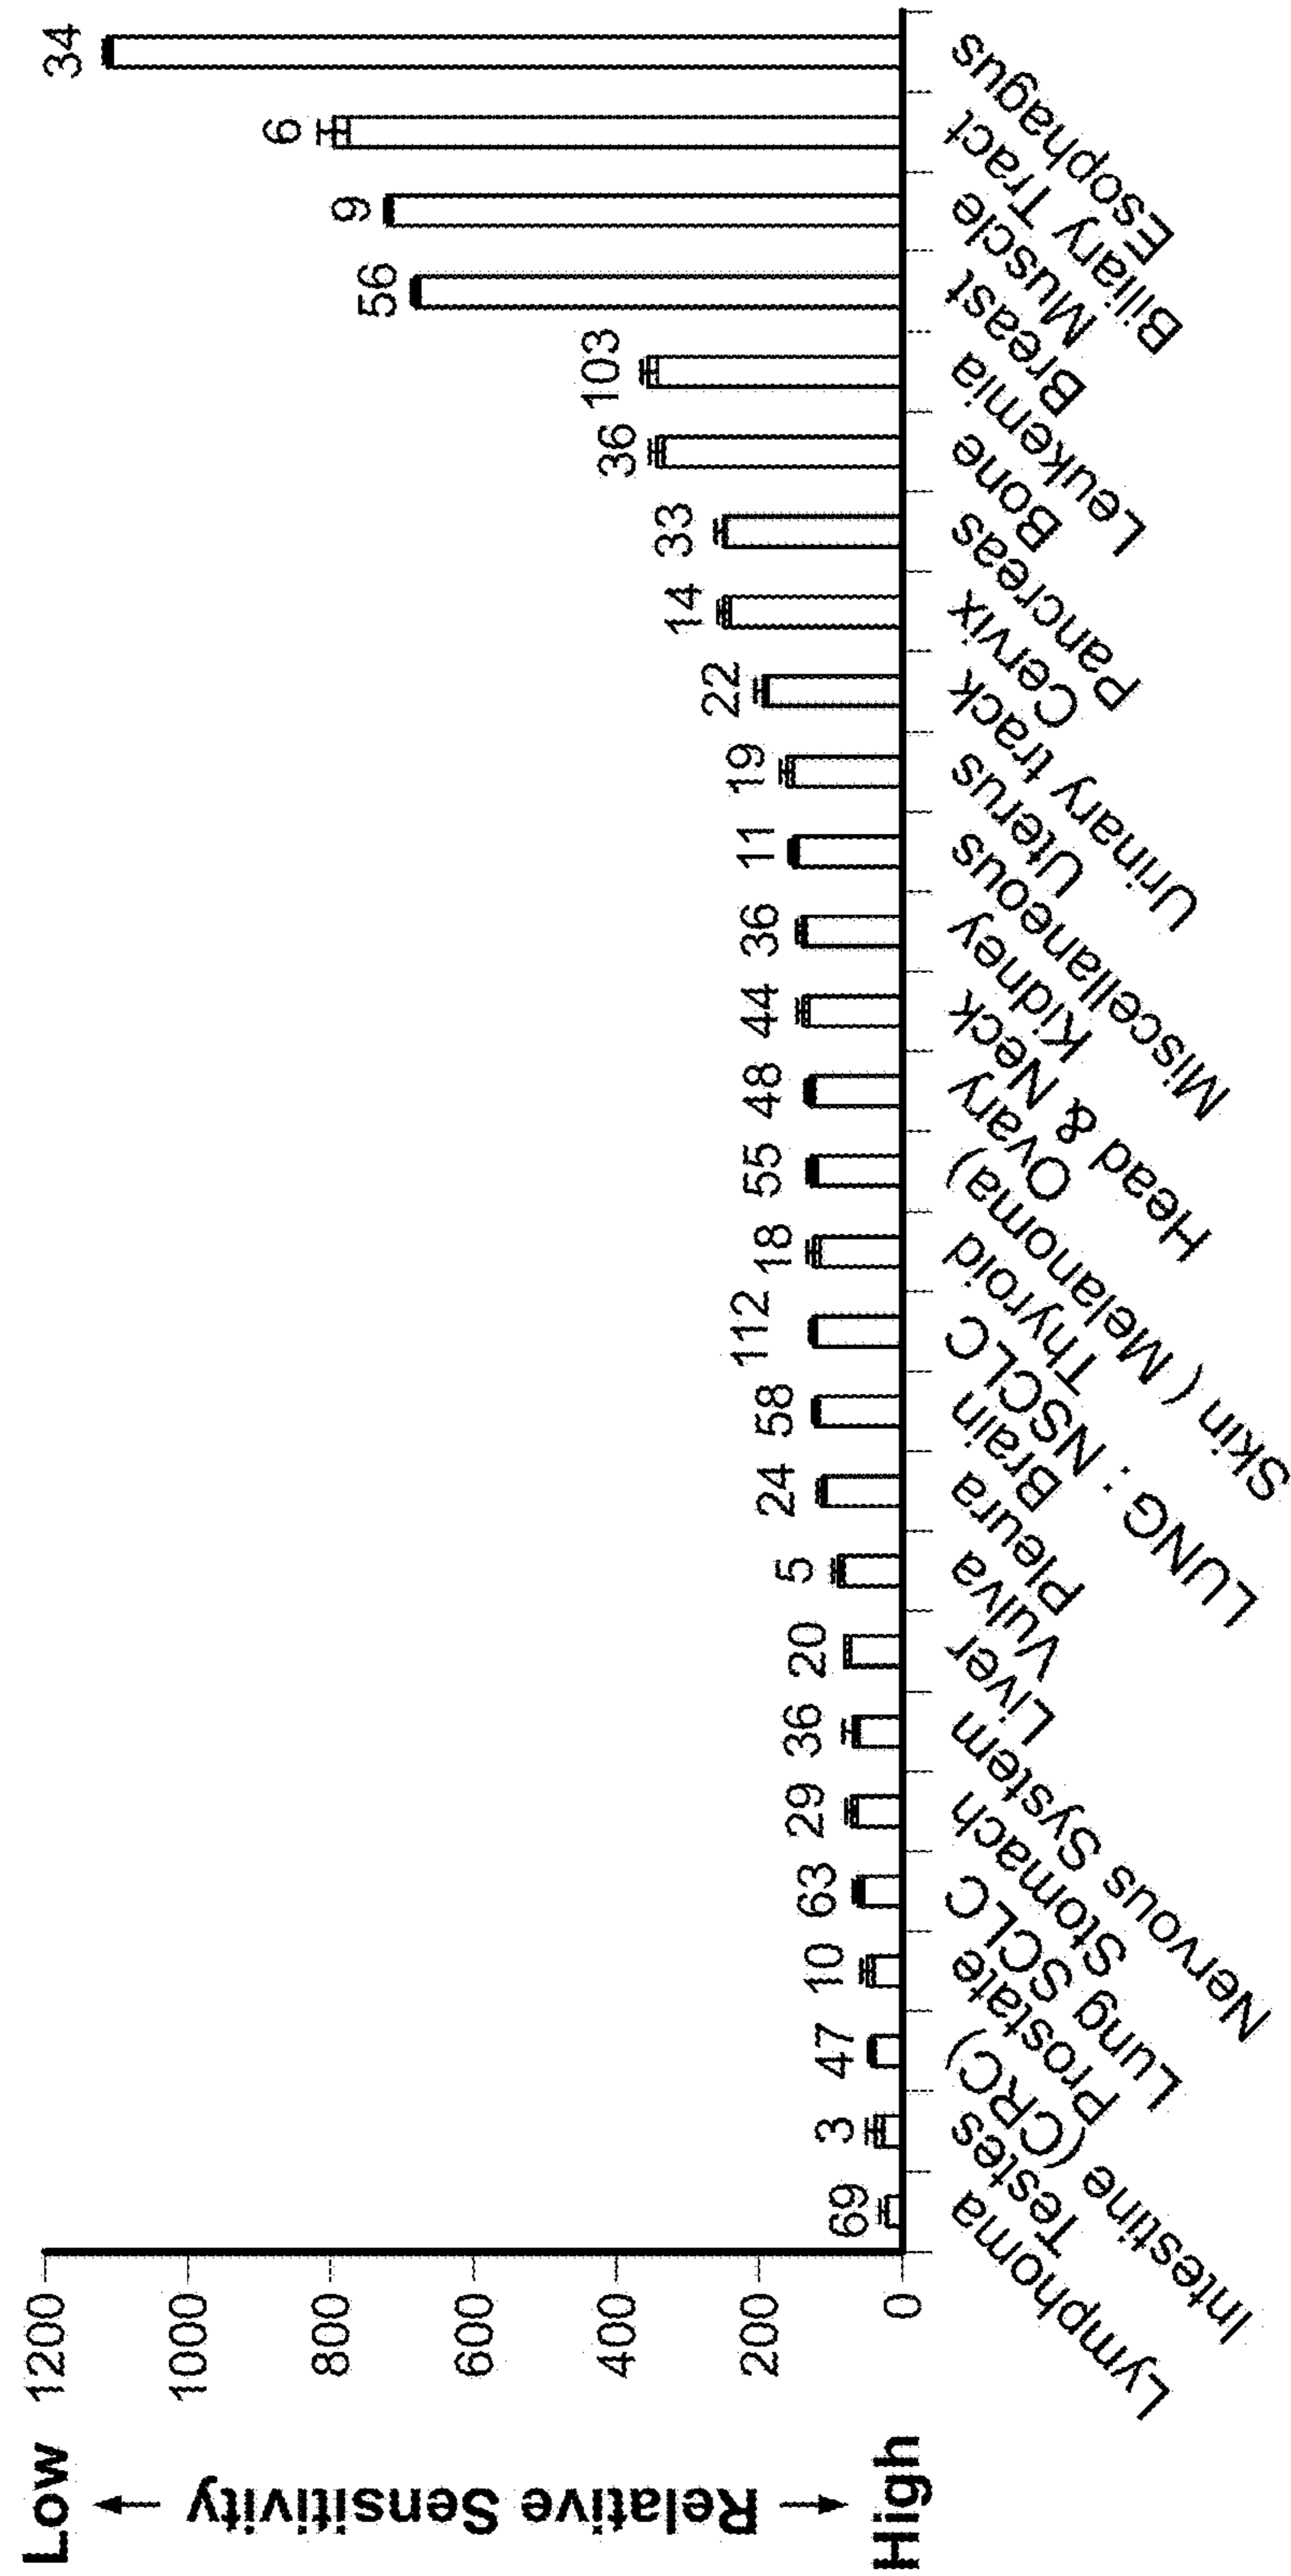 Low ← Relative Sensitivity → High
1200
1000
800
600
400
200
0
69
3
47
10
63
29
36
20
5
24
58
112
18
55
48
44
36
11
19
22
14
33
36
103
56
9
6
34
Lymphoma
Testes
Intestine (CRC)
Prostate
Lung SCLC
Stomach
Nervous System
Liver
Vulva
Pleura
Brain
LUNG : NSCLC
Thyroid
Skin ( Melanoma)
Ovary
Head & Neck
Kidney
Miscellaneous
Uterus
Urinary track
Cervix
Pancreas
Bone
Leukemia
Breast
Muscle
Biliary Tract
Esophagus